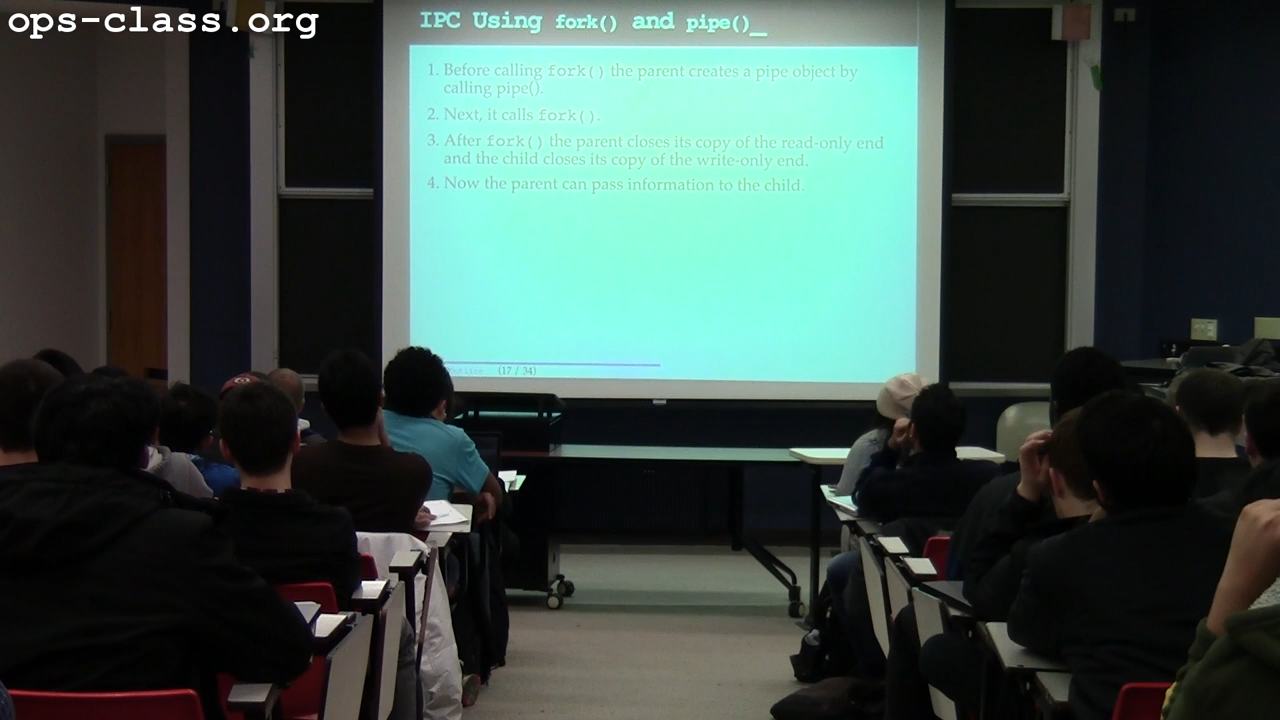 ops-class.org
IPC Using fork() and pipe()_
1. Before calling fork() the parent creates a pipe object by
calling pipe().
2. Next, it calls fork().
3. After fork() the parent closes its copy of the read-only end
and the child closes its copy of the write-only end.
4. Now the parent can pass information to the child.
(17 / 34)